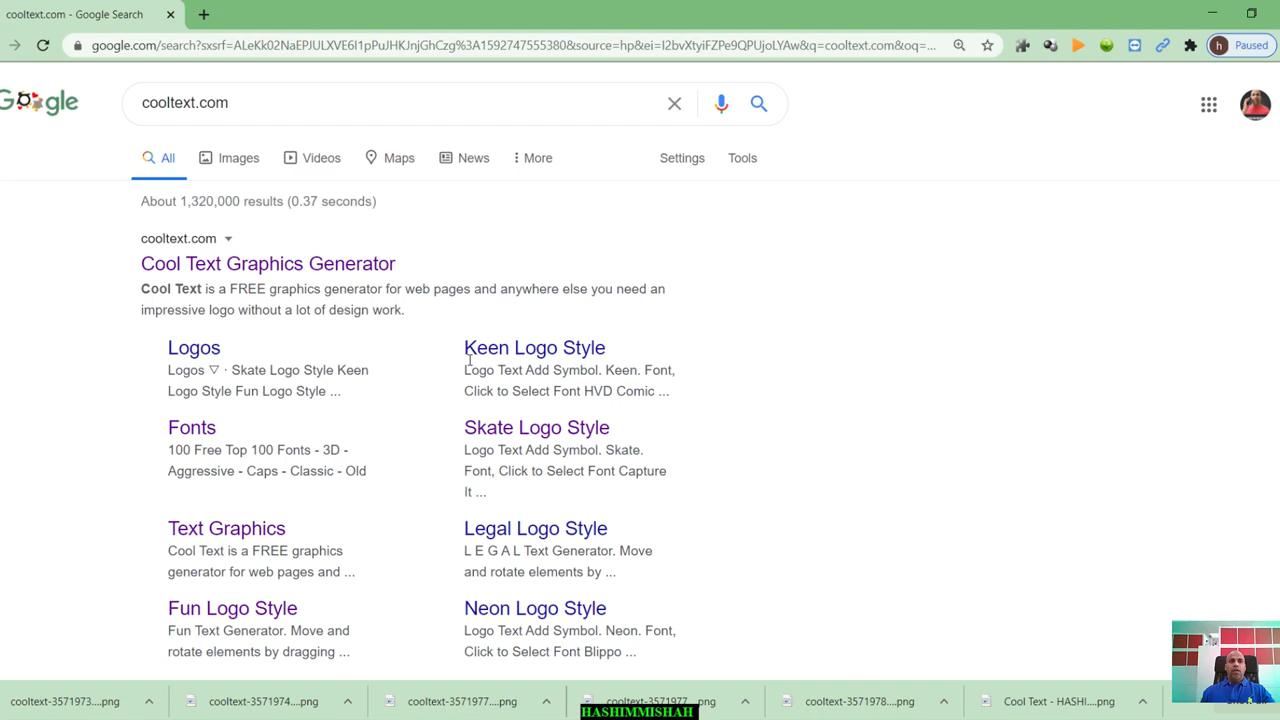 cooltext.com - Google Search
google.com/search?sxsrf=ALeKk02NaEPJULXVE6I1pPuJHKJnjGhCzg%3A1592747555380&source=hp&ei=I2bvXtyiFZPe9QPUjoLYAw&q=cooltext.com&oq=...
h Paused
Google
cooltext.com
All
Images
Videos
Maps
News
More
Settings
Tools
About 1,320,000 results (0.37 seconds)
cooltext.com
Cool Text Graphics Generator
Cool Text is a FREE graphics generator for web pages and anywhere else you need an
impressive logo without a lot of design work.
Logos
Logos ▽ · Skate Logo Style Keen
Logo Style Fun Logo Style ...
Keen Logo Style
Logo Text Add Symbol. Keen. Font,
Click to Select Font HVD Comic ...
Fonts
100 Free Top 100 Fonts - 3D -
Aggressive - Caps - Classic - Old
Skate Logo Style
Logo Text Add Symbol. Skate.
Font, Click to Select Font Capture
It ...
Text Graphics
Cool Text is a FREE graphics
generator for web pages and ...
Legal Logo Style
L E G A L Text Generator. Move
and rotate elements by ...
Fun Logo Style
Fun Text Generator. Move and
rotate elements by dragging ...
Neon Logo Style
Logo Text Add Symbol. Neon. Font,
Click to Select Font Blippo ...
cooltext-3571973....png
cooltext-3571974....png
cooltext-3571977....png
cooltext-3571977....png
cooltext-3571978....png
Cool Text - HASHI....png
HASHIMMISHAH